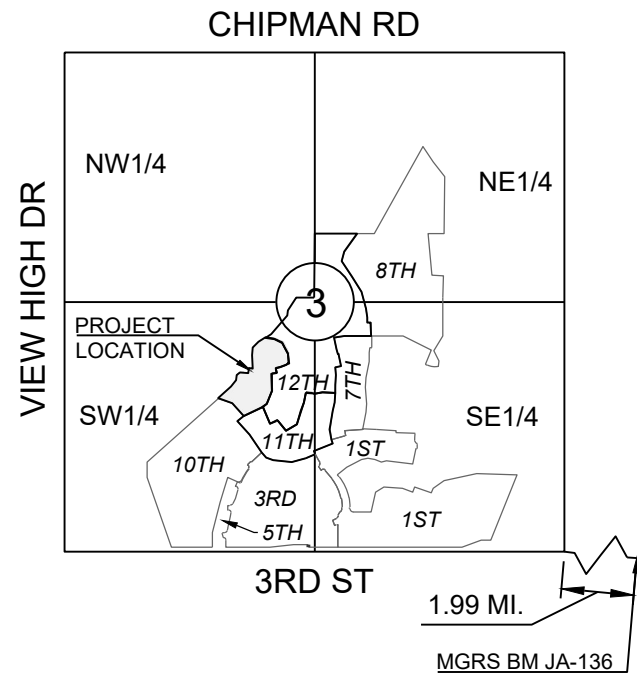 CHIPMAN RD
NW1/4
NE1/4
VIEW HIGH DR
8TH
3
PROJECT
LOCATION
12TH
7TH
SW1/4
SE1/4
11TH
1ST
10TH
3RD
1ST
5TH
3RD ST
1.99 MI.
MGRS BM JA-136